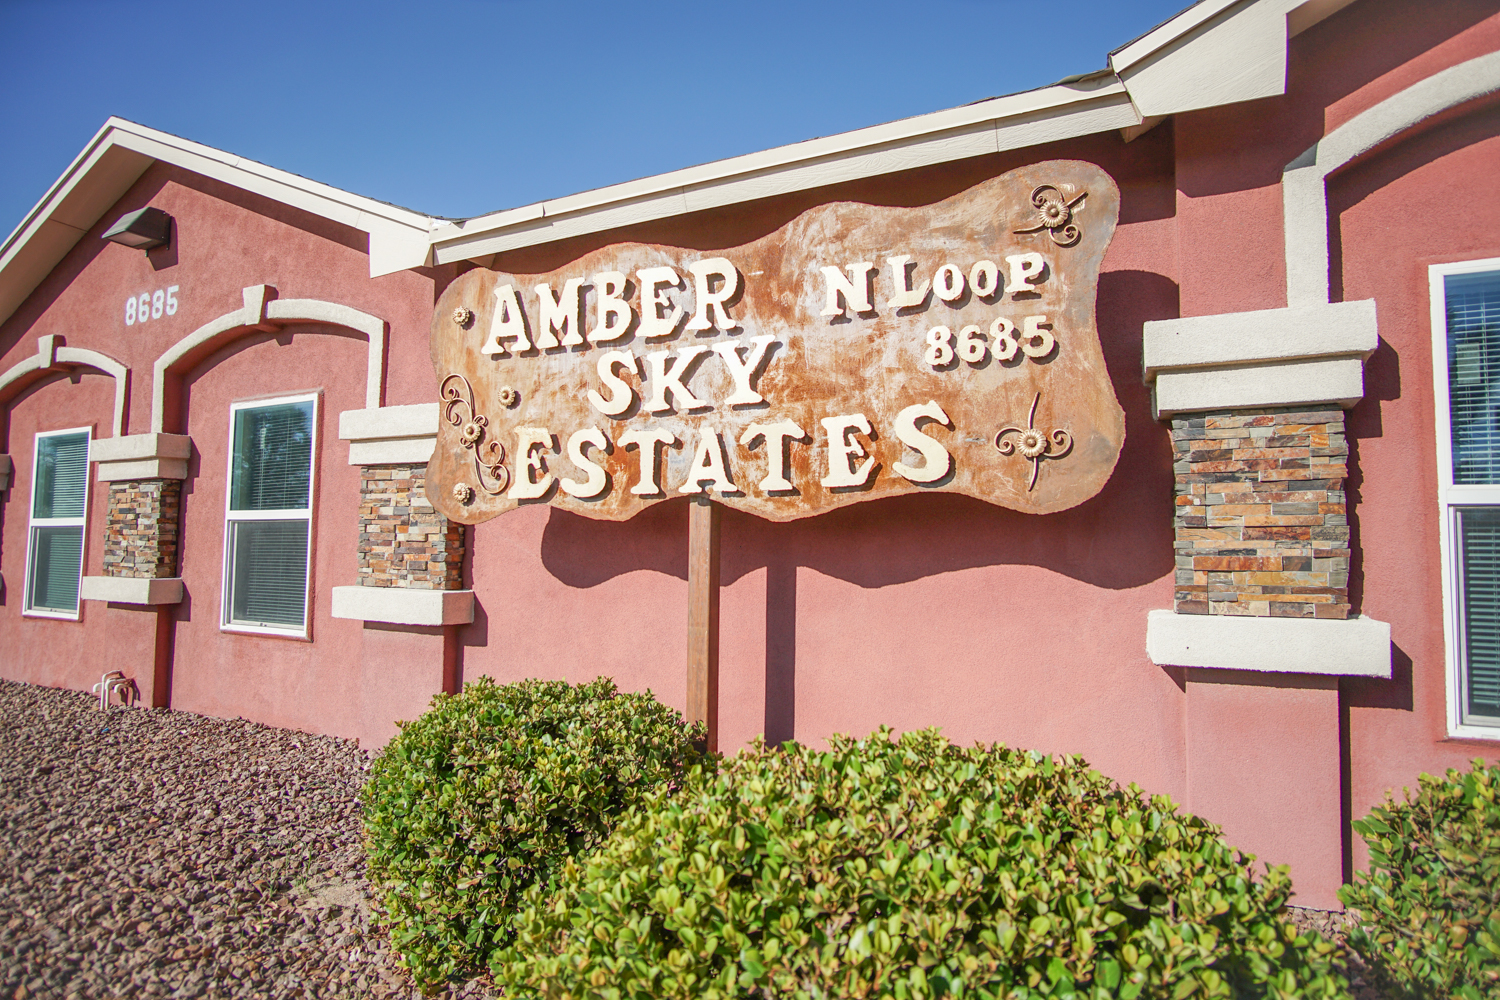 8685
AMBER
SKY
ESTATES
N LOOP
8685